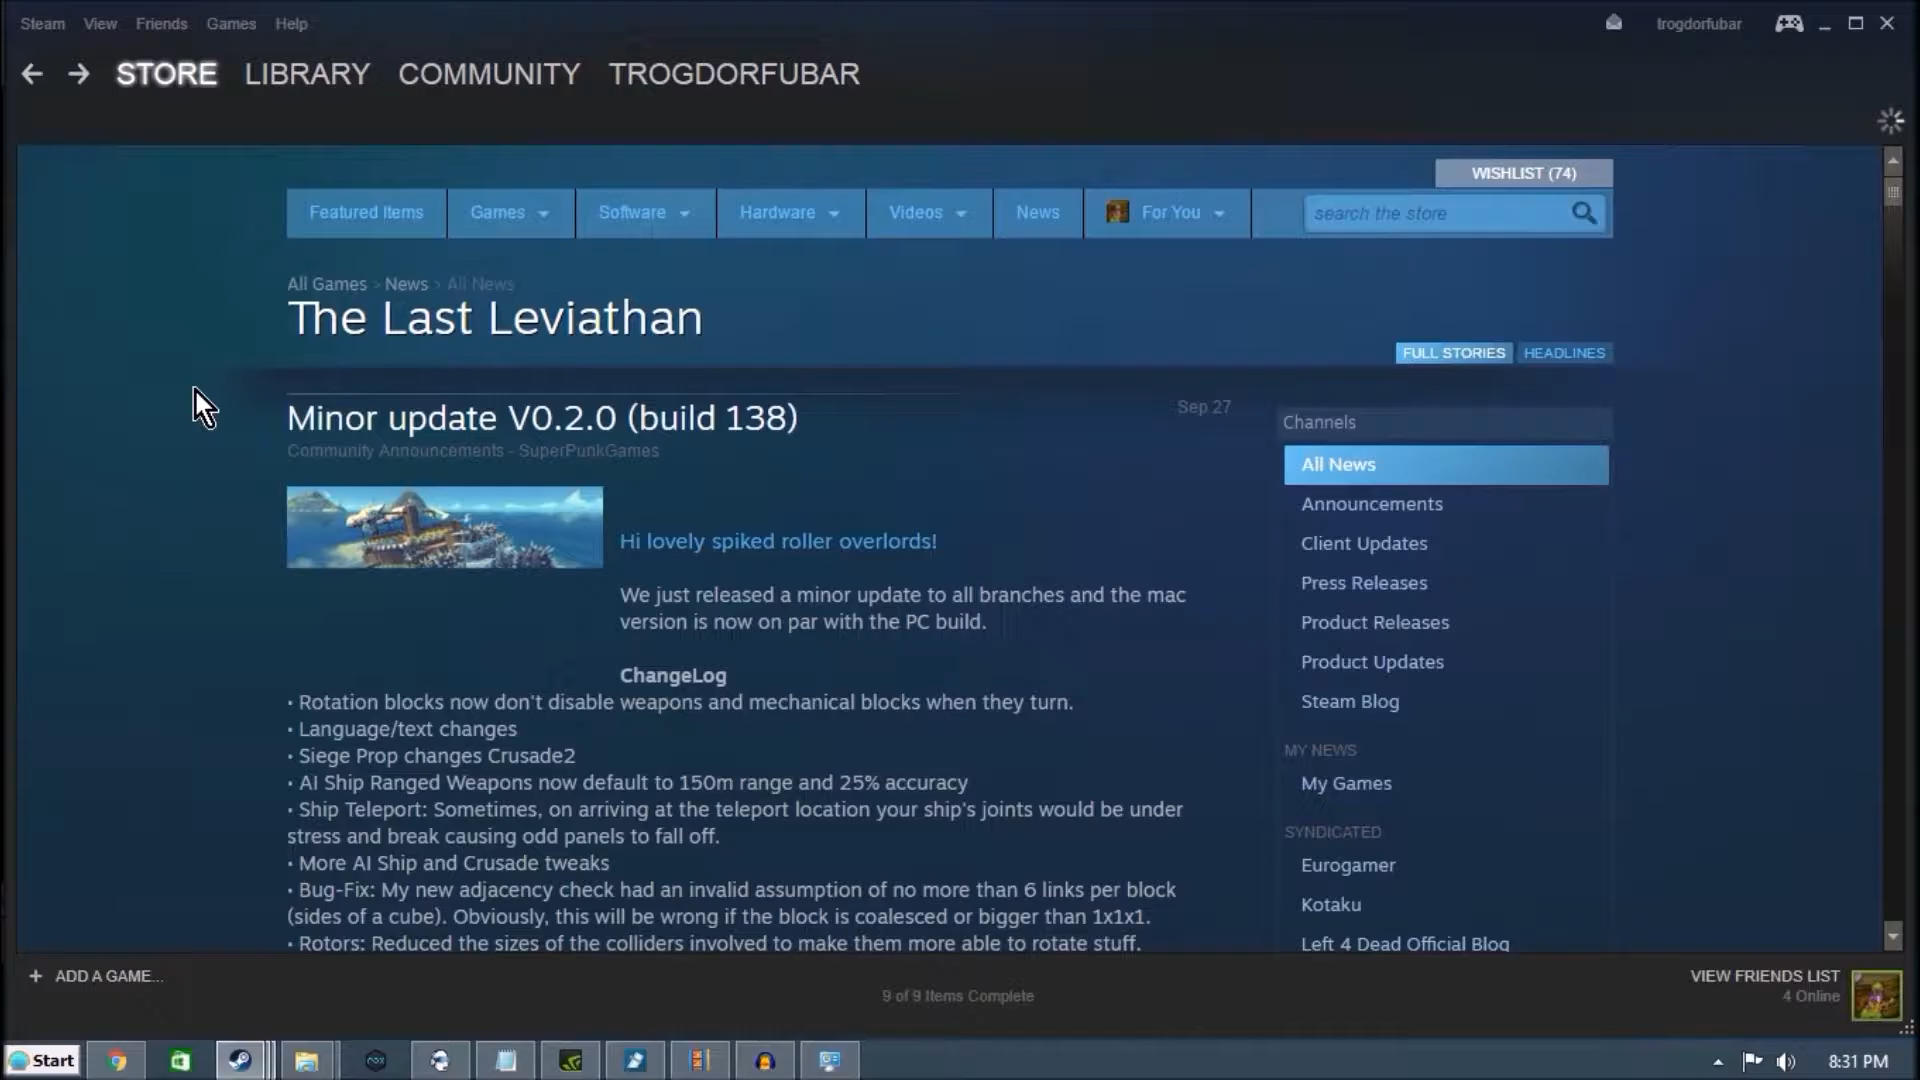 Steam View Friends Games Help
trogdorfubar
STORE LIBRARY COMMUNITY TROGDORFUBAR
WISHLIST (74)
Featured Items Games Software Hardware Videos News For You search the store
All Games > News > All News
The Last Leviathan
FULL STORIES HEADLINES
Minor update V0.2.0 (build 138)
Sep 27
Community Announcements - SuperPunkGames
Hi lovely spiked roller overlords!
We just released a minor update to all branches and the mac
version is now on par with the PC build.
ChangeLog
• Rotation blocks now don't disable weapons and mechanical blocks when they turn.
• Language/text changes
• Siege Prop changes Crusade2
• AI Ship Ranged Weapons now default to 150m range and 25% accuracy
• Ship Teleport: Sometimes, on arriving at the teleport location your ship's joints would be under
stress and break causing odd panels to fall off.
• More AI Ship and Crusade tweaks
• Bug-Fix: My new adjacency check had an invalid assumption of no more than 6 links per block
(sides of a cube). Obviously, this will be wrong if the block is coalesced or bigger than 1x1x1.
• Rotors: Reduced the sizes of the colliders involved to make them more able to rotate stuff.
Channels
All News
Announcements
Client Updates
Press Releases
Product Releases
Product Updates
Steam Blog
MY NEWS
My Games
SYNDICATED
Eurogamer
Kotaku
Left 4 Dead Official Blog
+ ADD A GAME...
9 of 9 Items Complete
VIEW FRIENDS LIST
4 Online
Start
8:31 PM